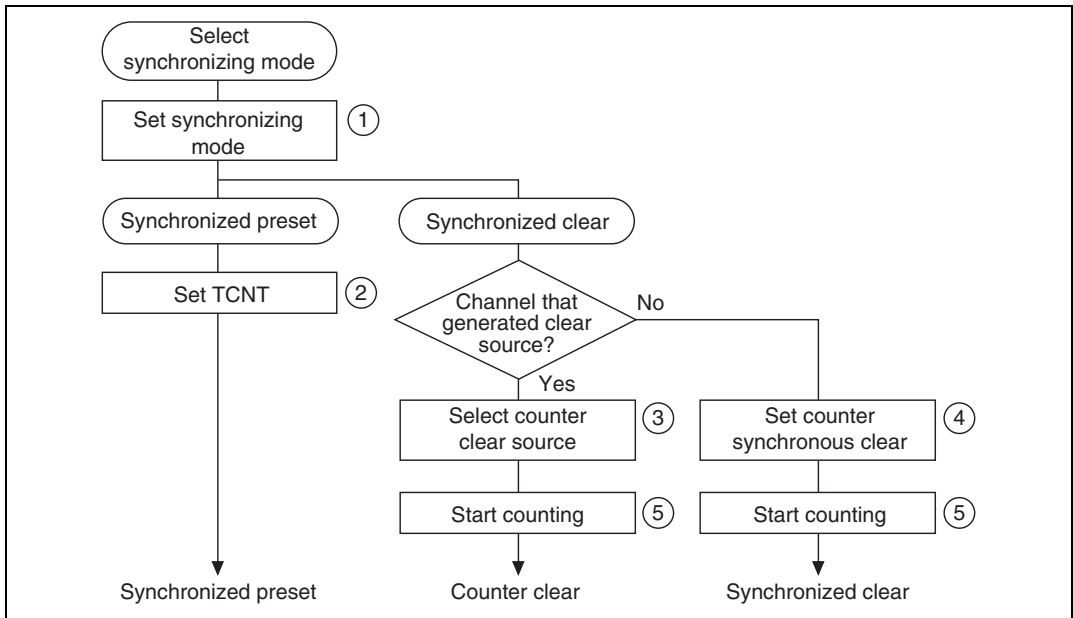 Select
synchronizing mode
Set synchronizing
mode
1
Synchronized preset
Synchronized clear
Set TCNT
2
Channel that
generated clear
source?
No
Yes
Select counter
clear source
3
Set counter
synchronous clear
4
Start counting
5
Start counting
5
Synchronized preset
Counter clear
Synchronized clear